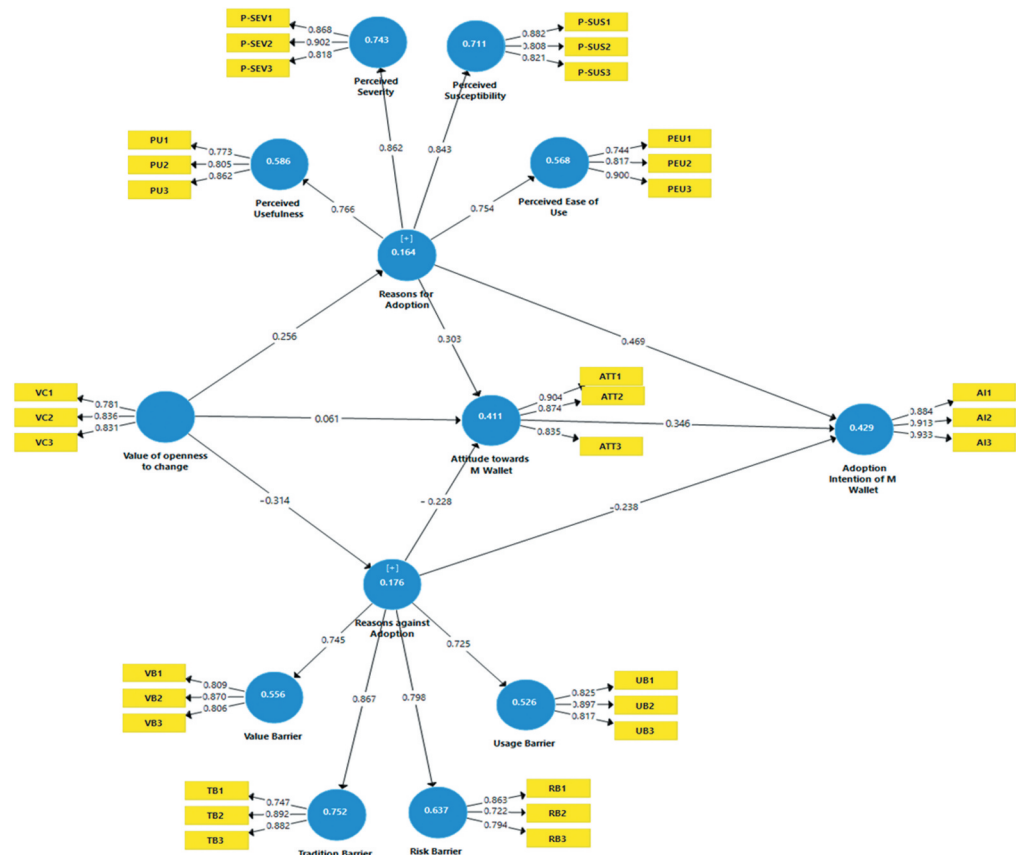 P-SEV1
P-SEV2
P-SEV3
0.868
0.902
0.818
0.743
Perceived
Severity
0.711
Perceived
Susceptibility
0.882
0.808
0.821
P-SUS1
P-SUS2
P-SUS3
PU1
PU2
PU3
0.773
0.805
0.862
0.586
Perceived
Usefulness
0.862
0.843
0.766
0.754
0.568
Perceived Ease of
Use
0.744
0.817
0.900
PEU1
PEU2
PEU3
[+]
0.164
Reasons for
Adoption
0.256
0.303
0.469
VC1
VC2
VC3
0.781
0.836
0.831
Value of openness
to change
0.061
0.411
Attitude towards
M Wallet
0.904
0.874
0.835
ATT1
ATT2
ATT3
0.346
0.429
Adoption
Intention of M
Wallet
0.884
0.913
0.933
AI1
AI2
AI3
-0.314
- 0.228
-0.238
[+]
0.176
Reasons against
Adoption
0.745
0.867
0.798
0.725
VB1
VB2
VB3
0.809
0.870
0.806
0.556
Value Barrier
0.526
Usage Barrier
0.825
0.897
0.817
UB1
UB2
UB3
TB1
TB2
TB3
0.747
0.892
0.882
0.752
Tradition Barrier
0.637
Risk Barrier
0.863
0.722
0.794
RB1
RB2
RB3